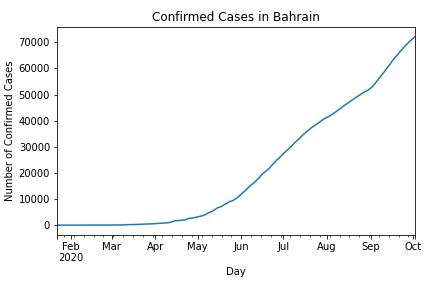 Confirmed Cases in Bahrain
Number of Confirmed Cases
70000
60000
50000
40000
30000
20000
10000
0
Feb Mar Apr May Jun Jul Aug Sep Oct
2020
Day